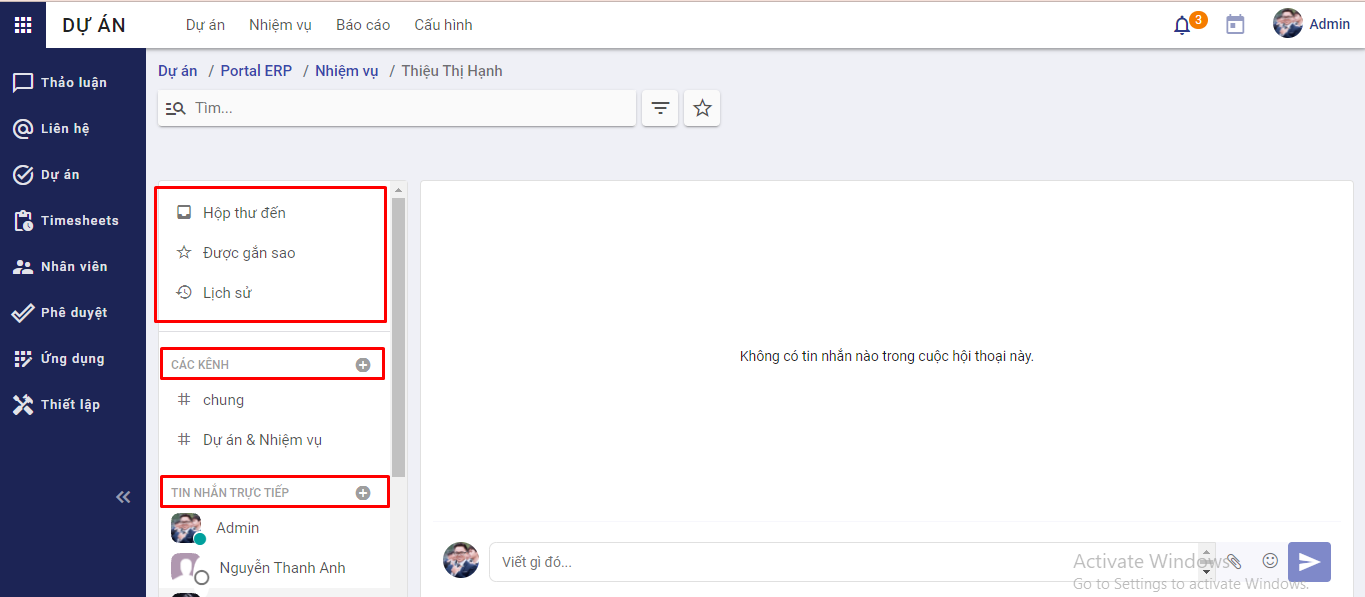 DỰ ÁN
Dự án Nhiệm vụ Báo cáo Cấu hình
3
Admin
Thảo luận
Liên hệ
Dự án
Timesheets
Nhân viên
Phê duyệt
Ứng dụng
Thiết lập
Dự án / Portal ERP / Nhiệm vụ / Thiệu Thị Hạnh
Tìm...
Hộp thư đến
Được gắn sao
Lịch sử
CÁC KÊNH
# chung
# Dự án & Nhiệm vụ
TIN NHẮN TRỰC TIẾP
Admin
Nguyễn Thanh Anh
Không có tin nhắn nào trong cuộc hội thoại này.
Viết gì đó...
Activate Windows
Go to Settings to activate Windows.